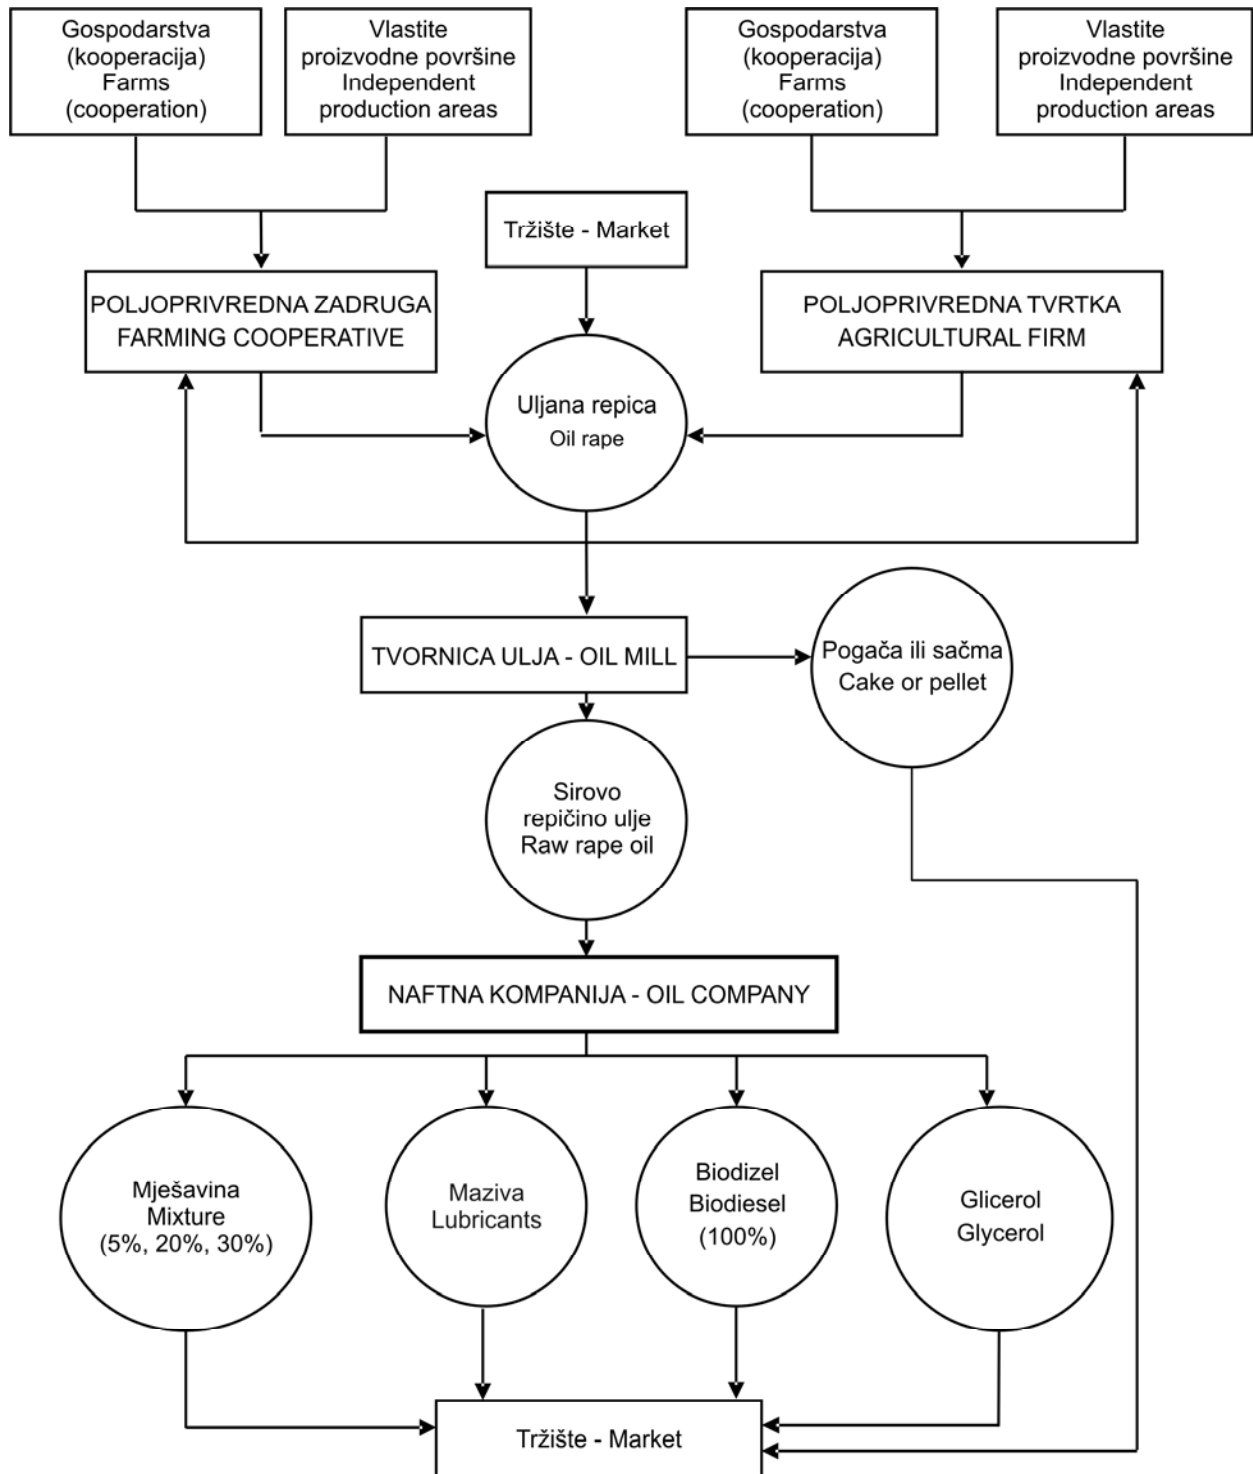 Gospodarstva
(kooperacija)
Farms
(cooperation)
Vlastite
proizvodne površine
Independent
production areas
Gospodarstva
(kooperacija)
Farms
(cooperation)
Vlastite
proizvodne površine
Independent
production areas
Tržište - Market
POLJOPRIVREDNA ZADRUGA
FARMING COOPERATIVE
POLJOPRIVREDNA TVRTKA
AGRICULTURAL FIRM
Uljana repica
Oil rape
TVORNICA ULJA - OIL MILL
Pogača ili sačma
Cake or pellet
Sirovo
repičino ulje
Raw rape oil
NAFTNA KOMPANIJA - OIL COMPANY
Mješavina
Mixture
(5%, 20%, 30%)
Maziva
Lubricants
Biodizel
Biodiesel
(100%)
Glicerol
Glycerol
Tržište - Market